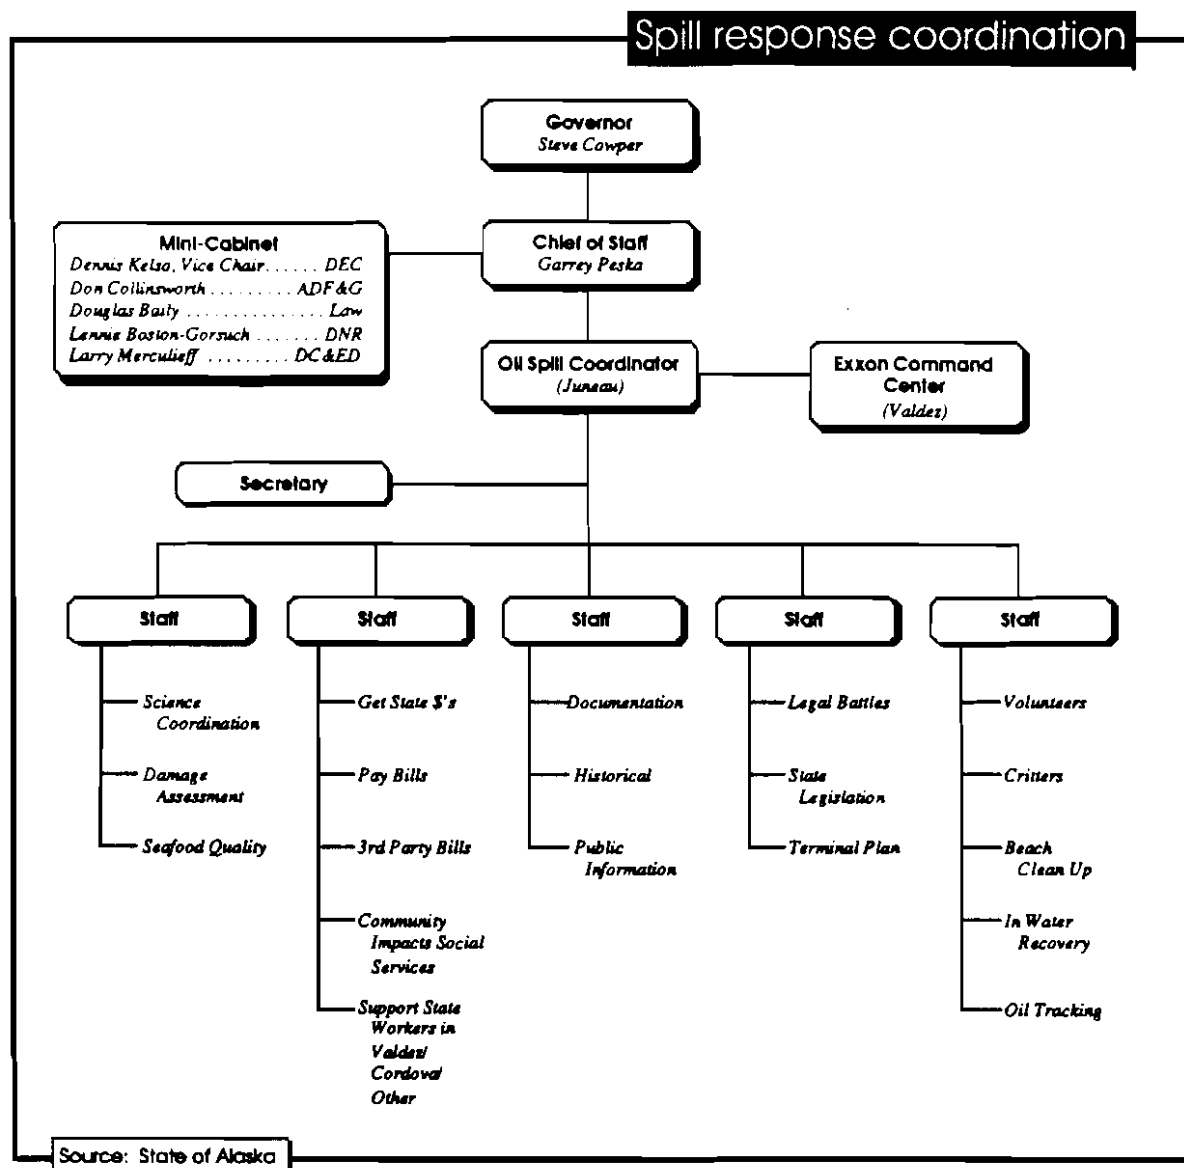 Spill response coordination
Governor
Steve Cowper
Mini-Cabinet
Dennis Kelso, Vice Chair...... DEC
Don Collinsworth ......... ADF&G
Douglas Baily ............... Law
Lennie Boston-Gorsuch ....... DNR
Larry Merculieff ......... DC&ED
Chief of Staff
Garrey Peska
Oil Spill Coordinator
(Juneau)
Exxon Command
Center
(Valdez)
Secretary
Staff
Science
Coordination
Damage
Assessment
Seafood Quality
Staff
Get State $'s
Pay Bills
3rd Party Bills
Community
Impacts Social
Services
Support State
Workers in
Valdez/
Cordova/
Other
Staff
Documentation
Historical
Public
Information
Staff
Legal Battles
State
Legislation
Terminal Plan
Staff
Volunteers
Critters
Beach
Clean Up
In Water
Recovery
Oil Tracking
Source: State of Alaska